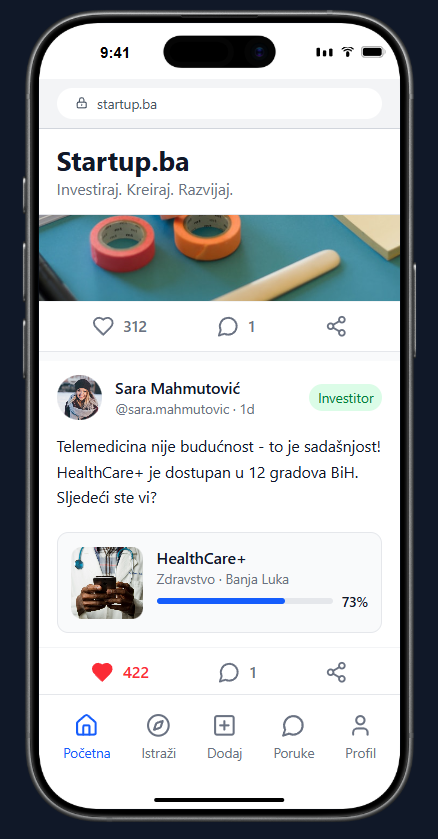 9:41
startup.ba
Startup.ba
Investiraj. Kreiraj. Razvijaj.
312
1
Sara Mahmutović
@sara.mahmutovic · 1d
Investitor
Telemedicina nije budućnost - to je sadašnjost!
HealthCare+ je dostupan u 12 gradova BiH.
Sljedeći ste vi?
HealthCare+
Zdravstvo · Banja Luka
73%
422
1
Početna
Istraži
Dodaj
Poruke
Profil